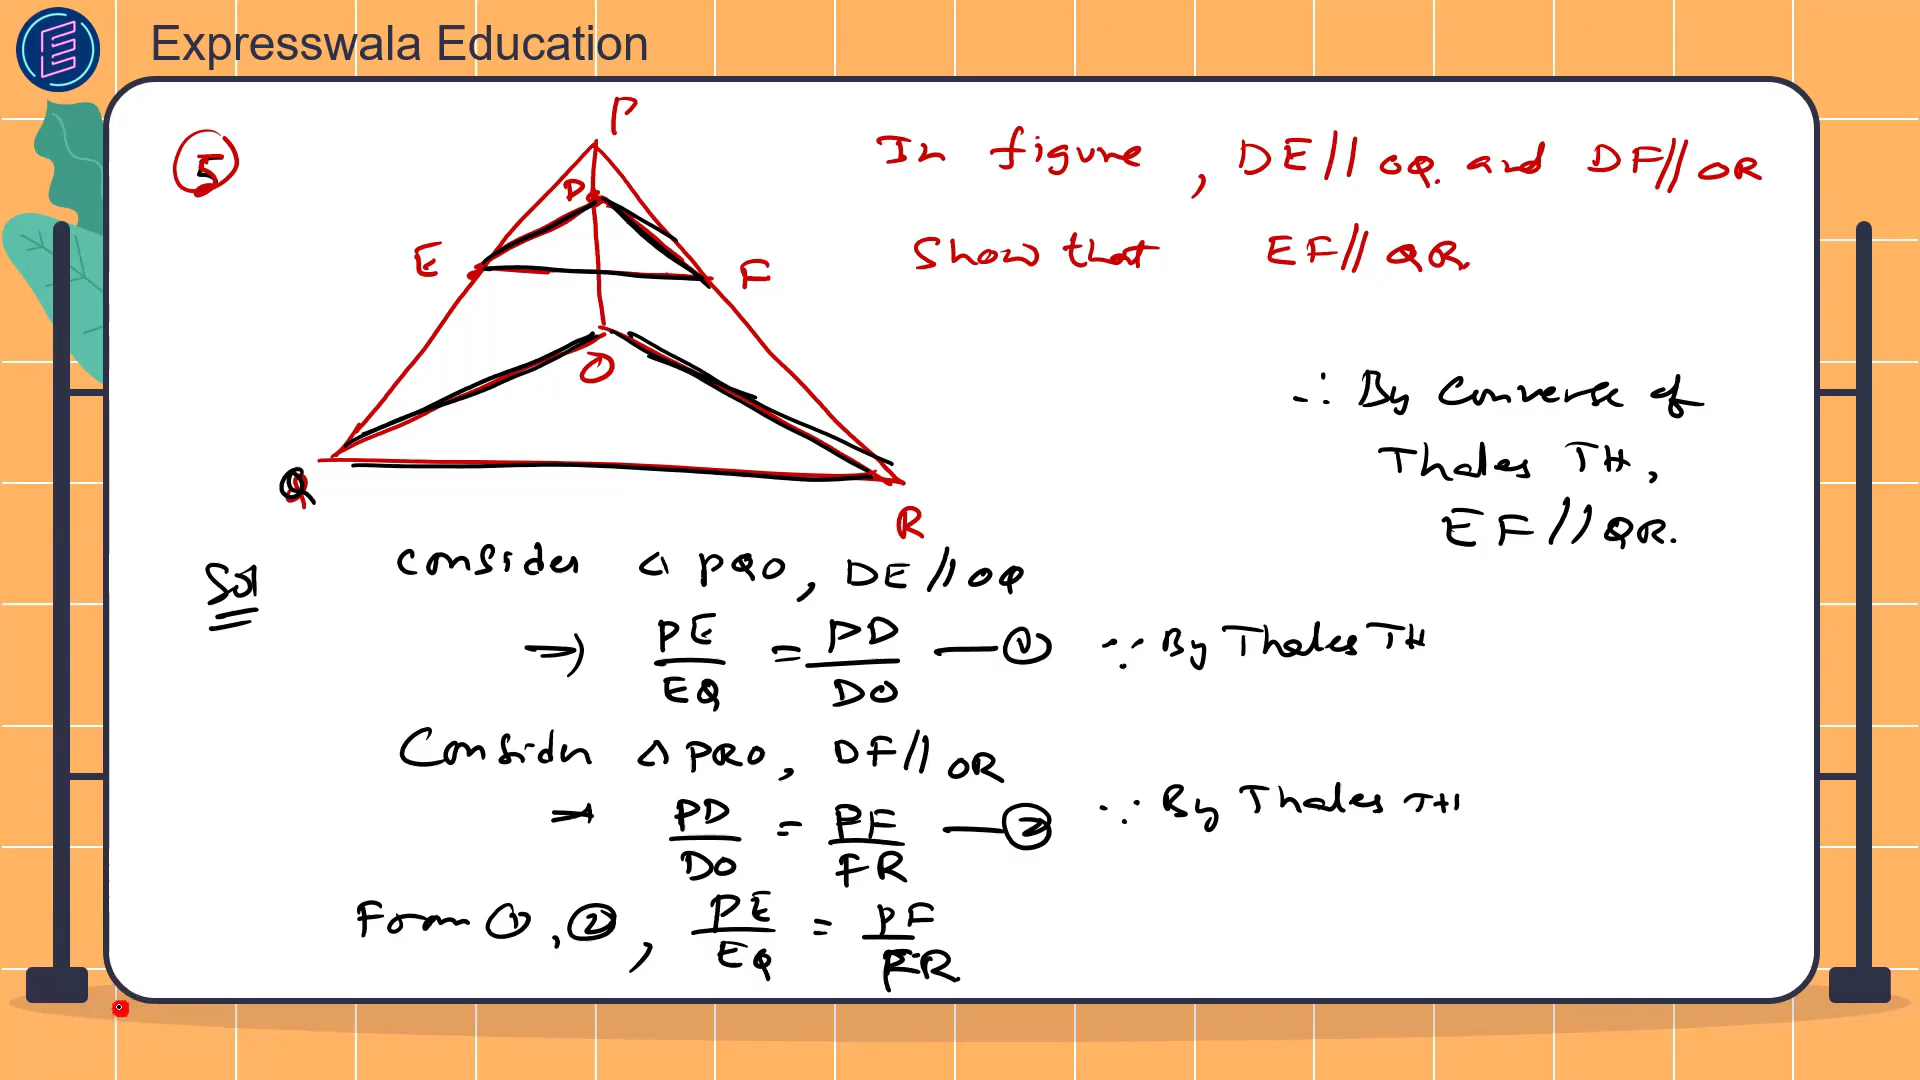 Expresswala Education
5
P
In figure, DE // OQ. and DF // OR
D
Show that EF // QR.
E
F
O
∴ By Converse of
Thales TH,
Q
EF // QR.
R
Sol
Consider △ PQO, DE // OQ
⇒ PE/EQ = PD/DO — ① ∵ By Thales TH
Consider △ PRO, DF // OR
⇒ PD/DO = PF/FR — ② ∵ By Thales TH
From ①, ②, PE/EQ = PF/FR.